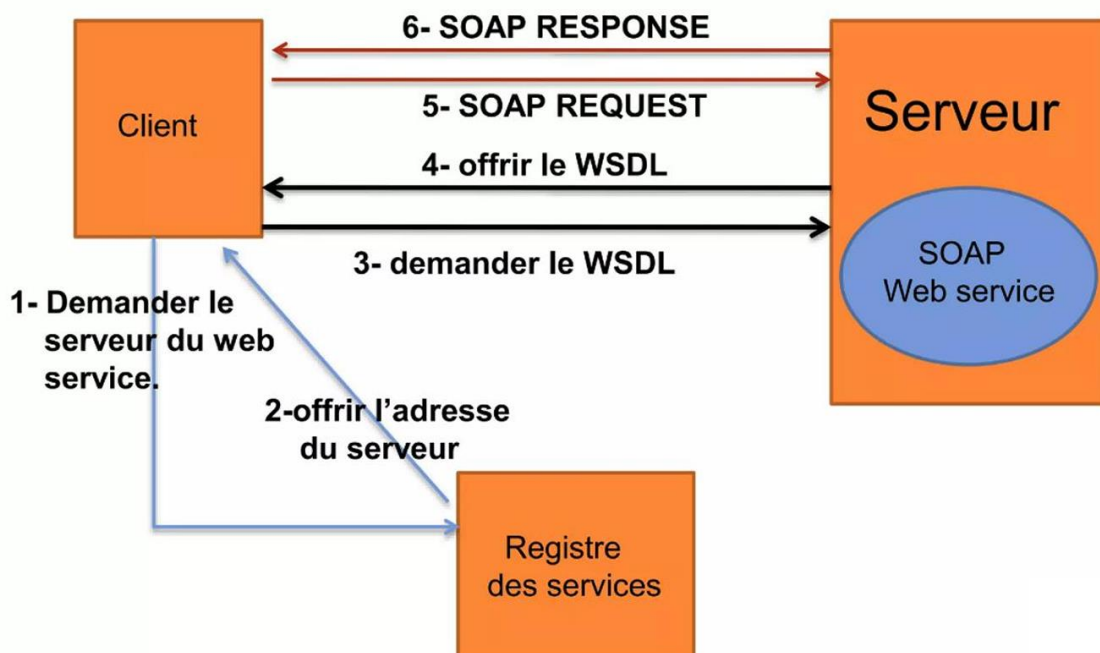 6- SOAP RESPONSE
Client
5- SOAP REQUEST
Serveur
4- offrir le WSDL
3- demander le WSDL
SOAP
Web service
1- Demander le
serveur du web
service.
2-offrir l’adresse
du serveur
Registre
des services